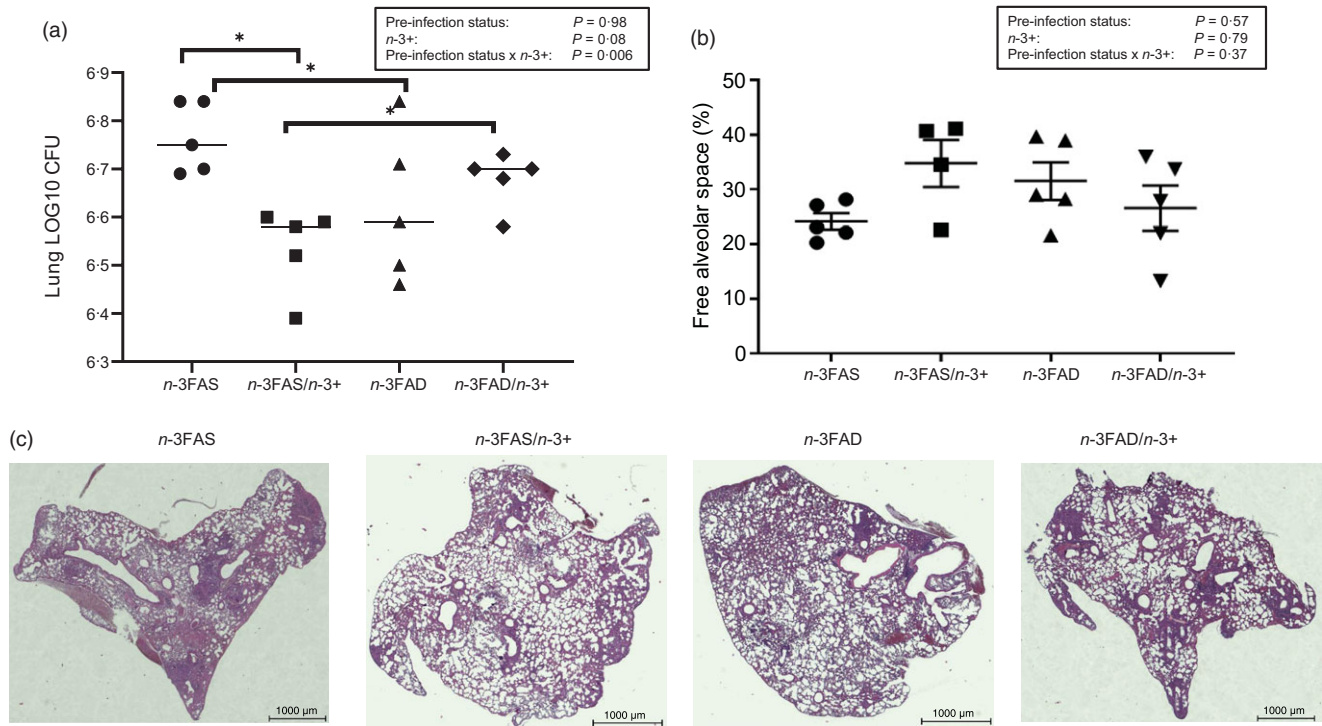 (a)
Pre-infection status: P = 0·98
n-3+: P = 0·08
Pre-infection status x n-3+: P = 0·006
*
*
*
Lung LOG10 CFU
6·9
6·8
6·7
6·6
6·5
6·4
6·3
n-3FAS n-3FAS/n-3+ n-3FAD n-3FAD/n-3+
(b)
Pre-infection status: P = 0·57
n-3+: P = 0·79
Pre-infection status x n-3+: P = 0·37
Free alveolar space (%)
50
40
30
20
10
0
n-3FAS n-3FAS/n-3+ n-3FAD n-3FAD/n-3+
(c)
n-3FAS n-3FAS/n-3+ n-3FAD n-3FAD/n-3+
1000 µm 1000 µm 1000 µm 1000 µm